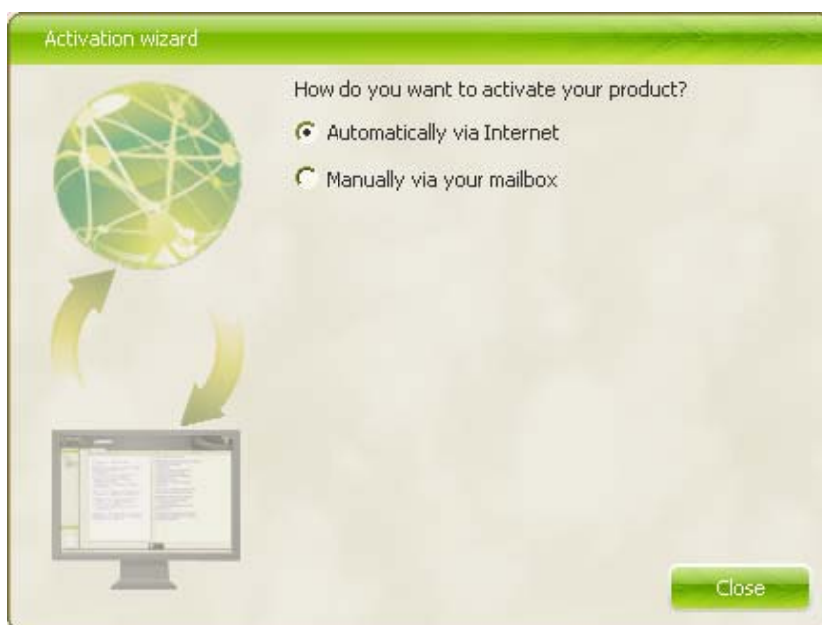 Activation wizard
How do you want to activate your product?
Automatically via Internet
Manually via your mailbox
Close